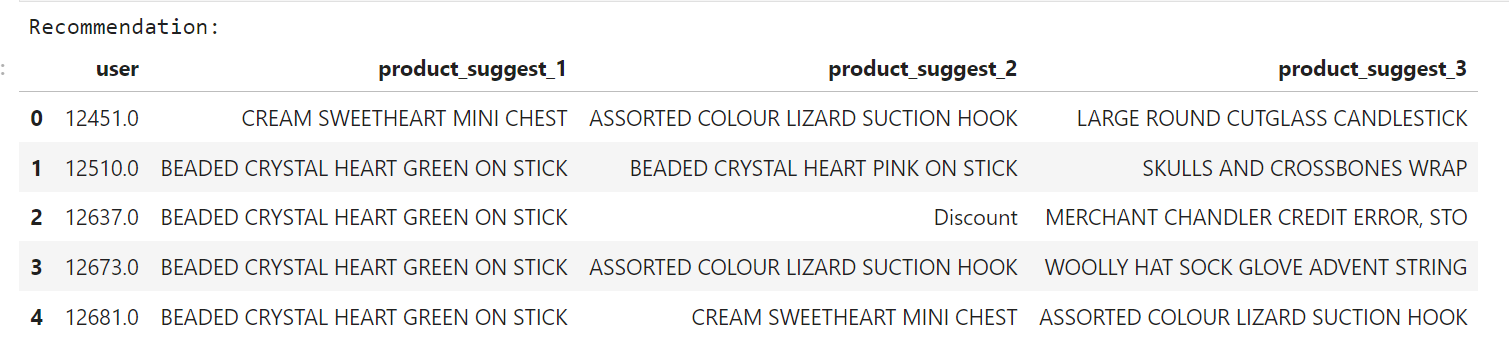 Recommendation:
: user product_suggest_1 product_suggest_2 product_suggest_3
0 12451.0 CREAM SWEETHEART MINI CHEST ASSORTED COLOUR LIZARD SUCTION HOOK LARGE ROUND CUTGLASS CANDLESTICK
1 12510.0 BEADED CRYSTAL HEART GREEN ON STICK BEADED CRYSTAL HEART PINK ON STICK SKULLS AND CROSSBONES WRAP
2 12637.0 BEADED CRYSTAL HEART GREEN ON STICK Discount MERCHANT CHANDLER CREDIT ERROR, STO
3 12673.0 BEADED CRYSTAL HEART GREEN ON STICK ASSORTED COLOUR LIZARD SUCTION HOOK WOOLLY HAT SOCK GLOVE ADVENT STRING
4 12681.0 BEADED CRYSTAL HEART GREEN ON STICK CREAM SWEETHEART MINI CHEST ASSORTED COLOUR LIZARD SUCTION HOOK